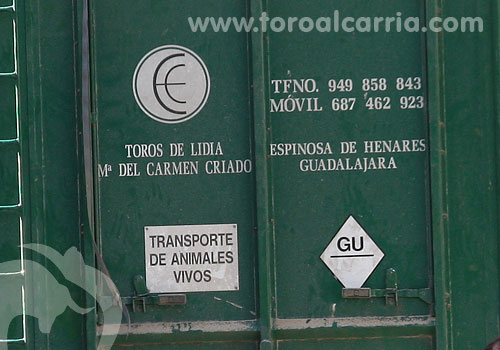 www.toroalcarria.com
TOROS DE LIDIA
Mª DEL CARMEN CRIADO
TFNO. 949 858 843
MÓVIL 687 462 923
ESPINOSA DE HENARES
GUADALAJARA
TRANSPORTE
DE ANIMALES
VIVOS
GU